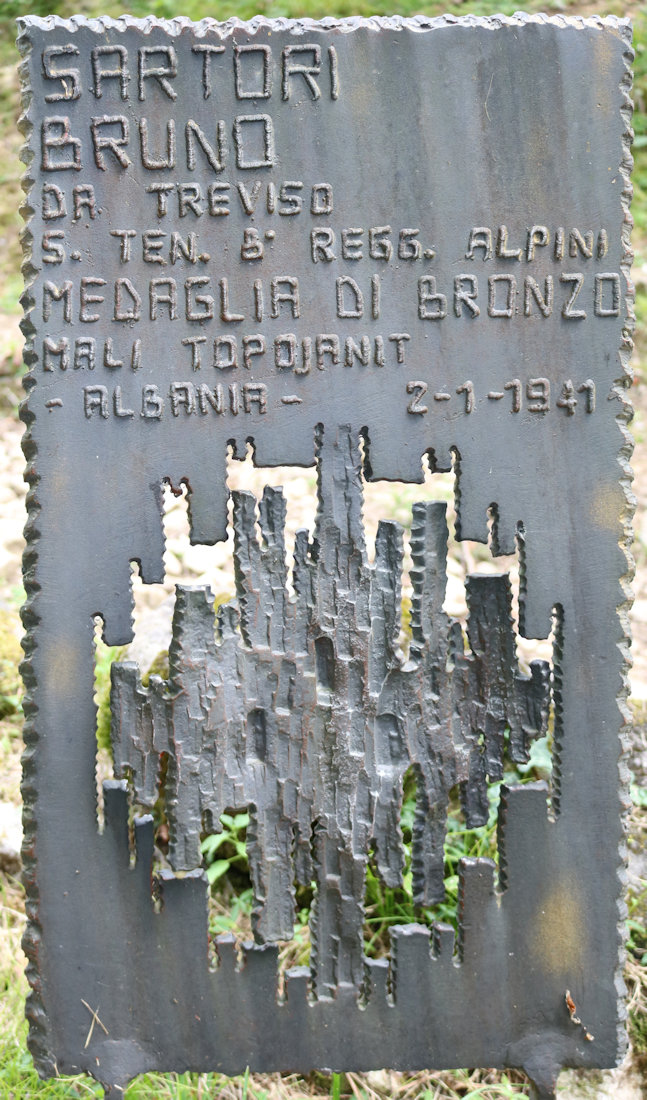 SARTORI
BRUNO
DA TREVISO
S. TEN. 8° REGG. ALPINI
MEDAGLIA DI BRONZO
MALI TOPOJANIT
- ALBANIA - 2-1-1941